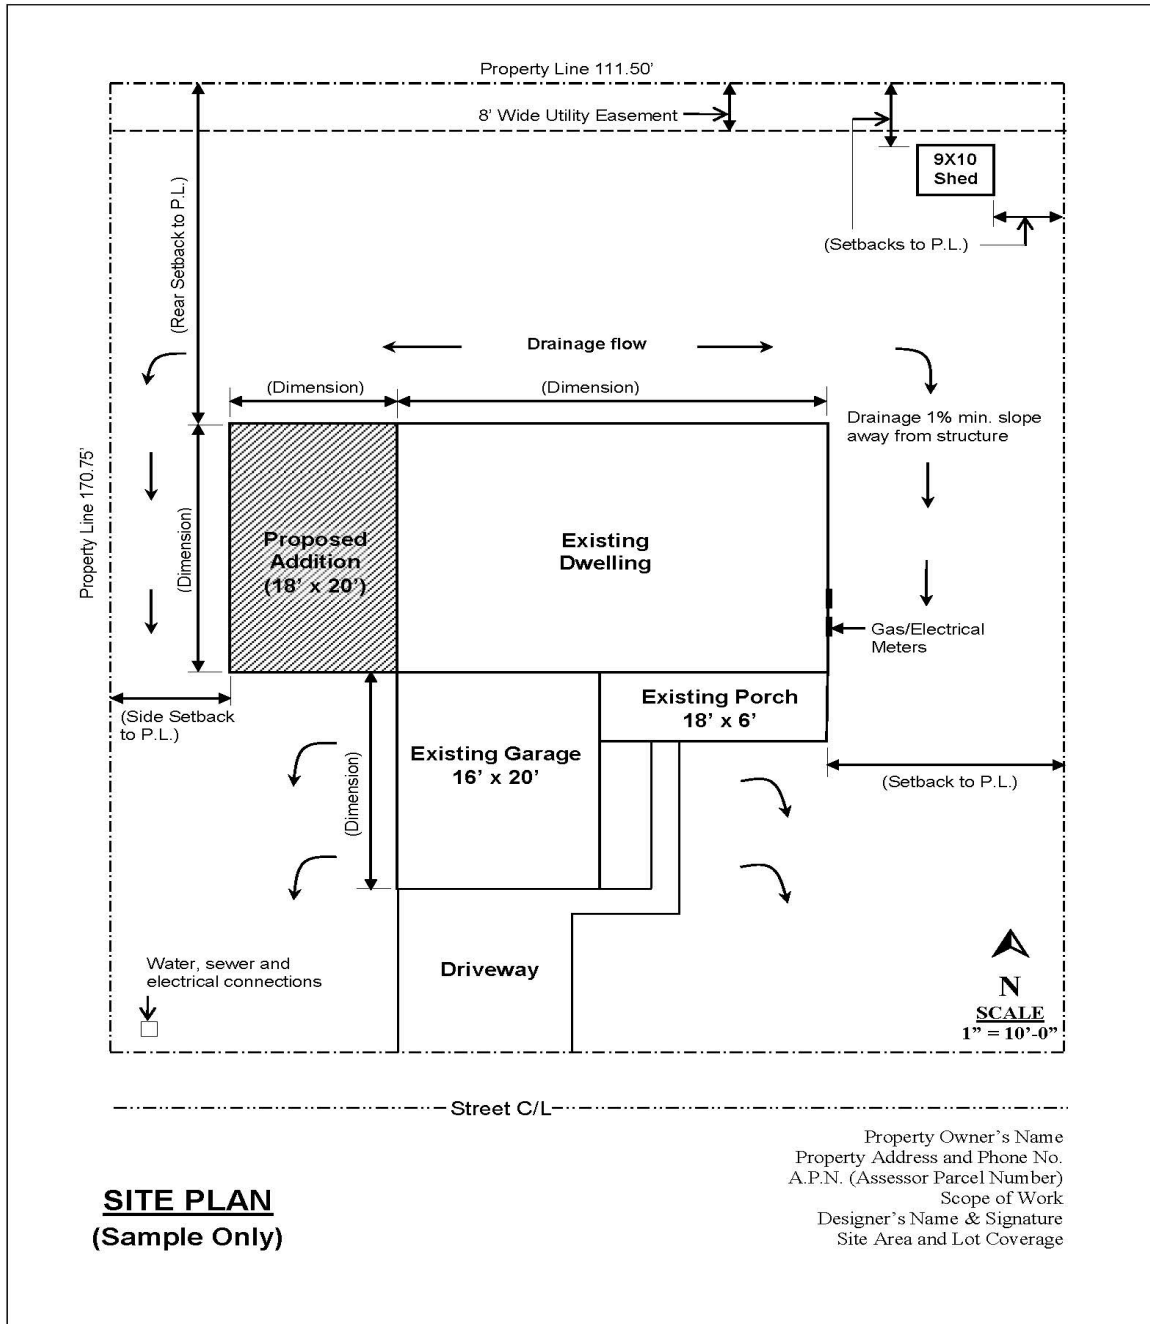 Property Line 111.50’
8’ Wide Utility Easement
9X10
Shed
(Setbacks to P.L.)
(Rear Setback to P.L.)
Drainage flow
(Dimension)
(Dimension)
Drainage 1% min. slope
away from structure
Property Line 170.75’
(Dimension)
Proposed
Addition
(18’ x 20’)
Existing
Dwelling
Gas/Electrical
Meters
(Side Setback
to P.L.)
Existing Porch
18’ x 6’
Existing Garage
16’ x 20’
(Dimension)
(Setback to P.L.)
Water, sewer and
electrical connections
Driveway
N
SCALE
1” = 10’-0”
Street C/L
Property Owner’s Name
Property Address and Phone No.
A.P.N. (Assessor Parcel Number)
Scope of Work
Designer’s Name & Signature
Site Area and Lot Coverage
SITE PLAN
(Sample Only)